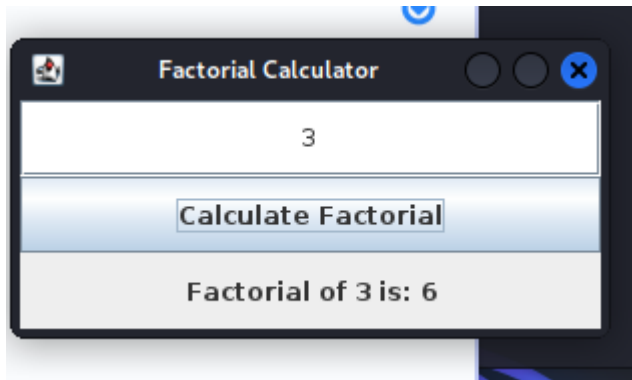 Factorial Calculator
3
Calculate Factorial
Factorial of 3 is: 6